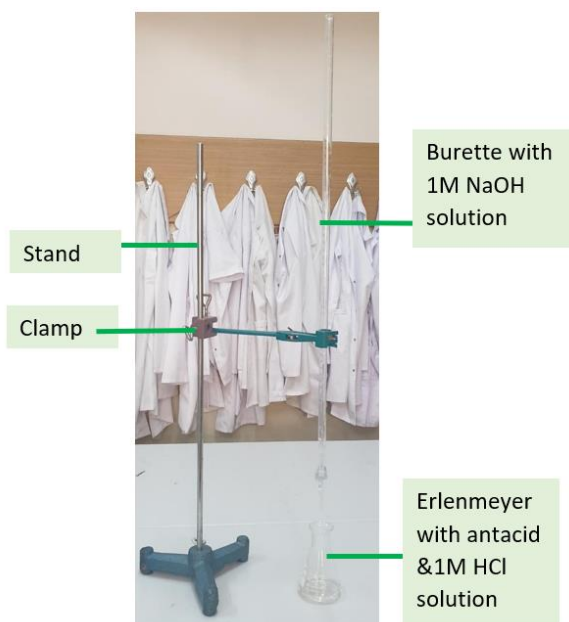 Burette with
1M NaOH
solution
Stand
Clamp
Erlenmeyer
with antacid
&1M HCl
solution